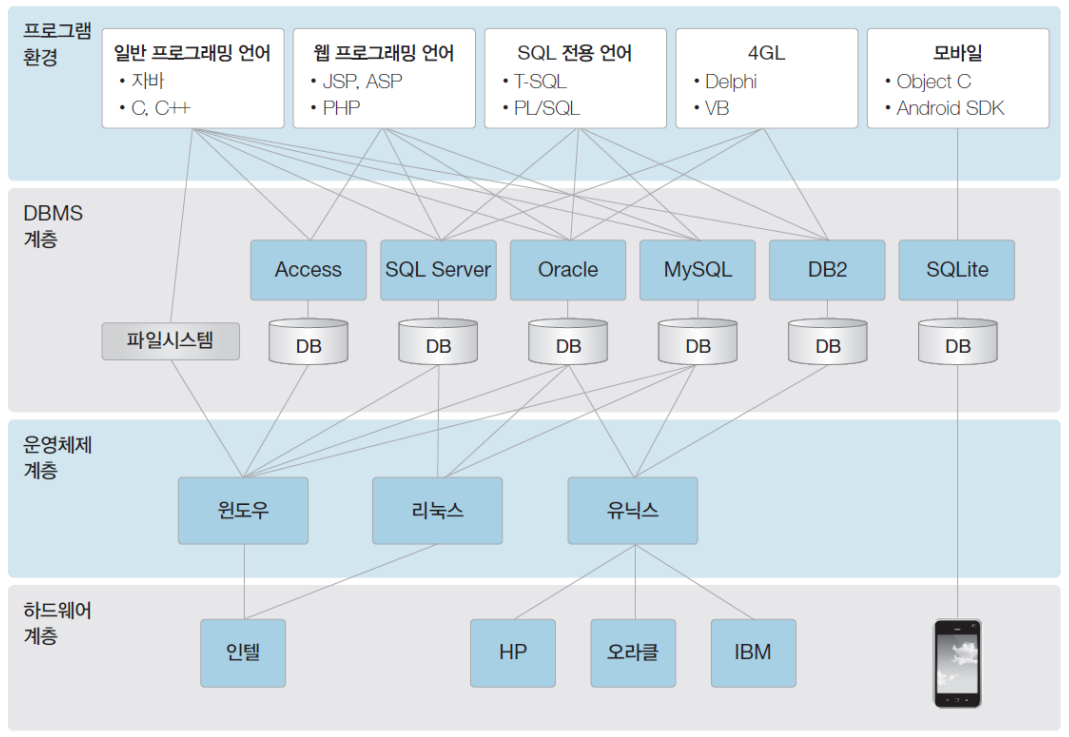 프로그램
환경
일반 프로그래밍 언어
• 자바
• C, C++
웹 프로그래밍 언어
• JSP, ASP
• PHP
SQL 전용 언어
• T-SQL
• PL/SQL
4GL
• Delphi
• VB
모바일
• Object C
• Android SDK
DBMS
계층
Access
SQL Server
Oracle
MySQL
DB2
SQLite
파일시스템
DB
DB
DB
DB
DB
DB
운영체제
계층
윈도우
리눅스
유닉스
하드웨어
계층
인텔
HP
오라클
IBM